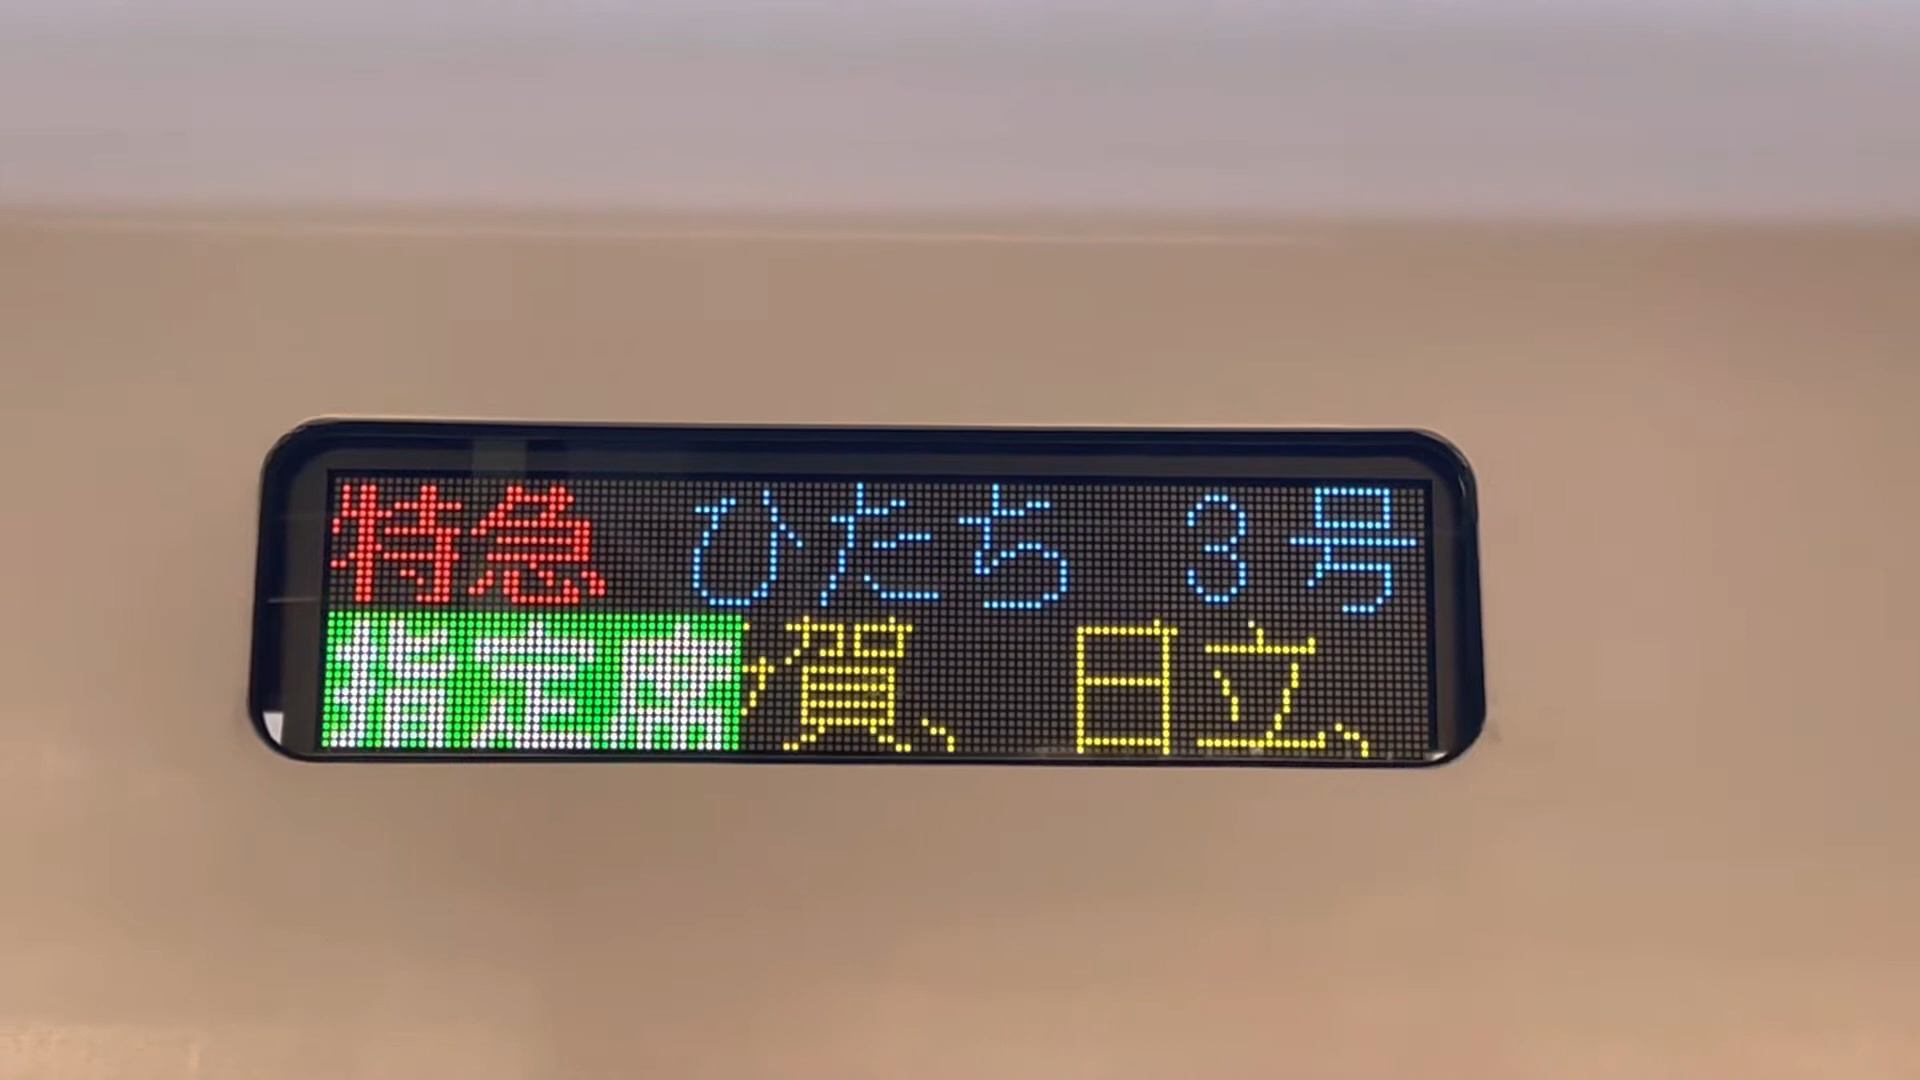 特急 ひたち 3号
指定席 賀、 日立、